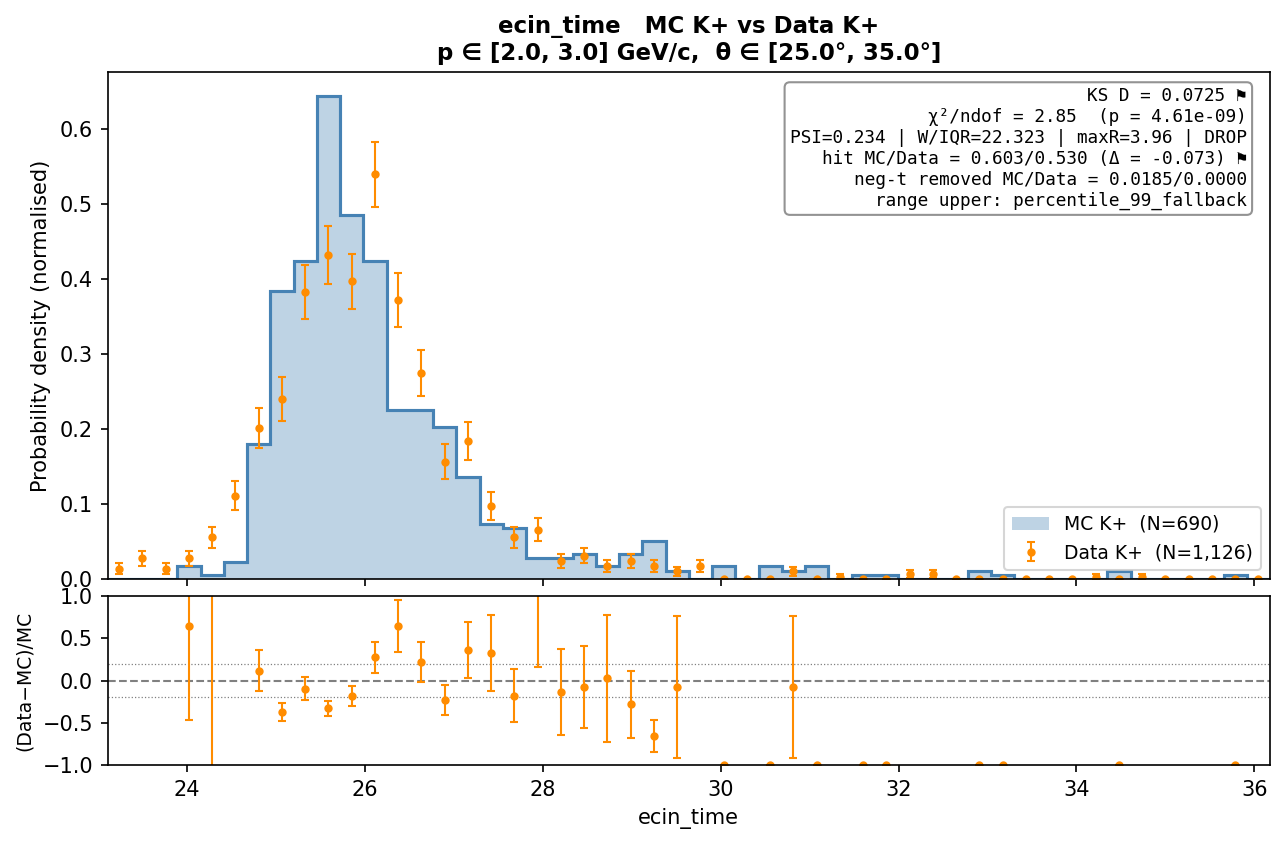 ecin_time   MC K+ vs Data K+
p ∈ [2.0, 3.0] GeV/c,  θ ∈ [25.0°, 35.0°]
KS D = 0.0725 ⚑
χ²/ndof = 2.85  (p = 4.61e-09)
PSI=0.234 | W/IQR=22.323 | maxR=3.96 | DROP
hit MC/Data = 0.603/0.530 (Δ = -0.073) ⚑
neg-t removed MC/Data = 0.0185/0.0000
range upper: percentile_99_fallback
Probability density (normalised)
0.6
0.5
0.4
0.3
0.2
0.1
0.0
MC K+  (N=690)
Data K+  (N=1,126)
(Data−MC)/MC
1.0
0.5
0.0
−0.5
−1.0
24 26 28 30 32 34 36
ecin_time